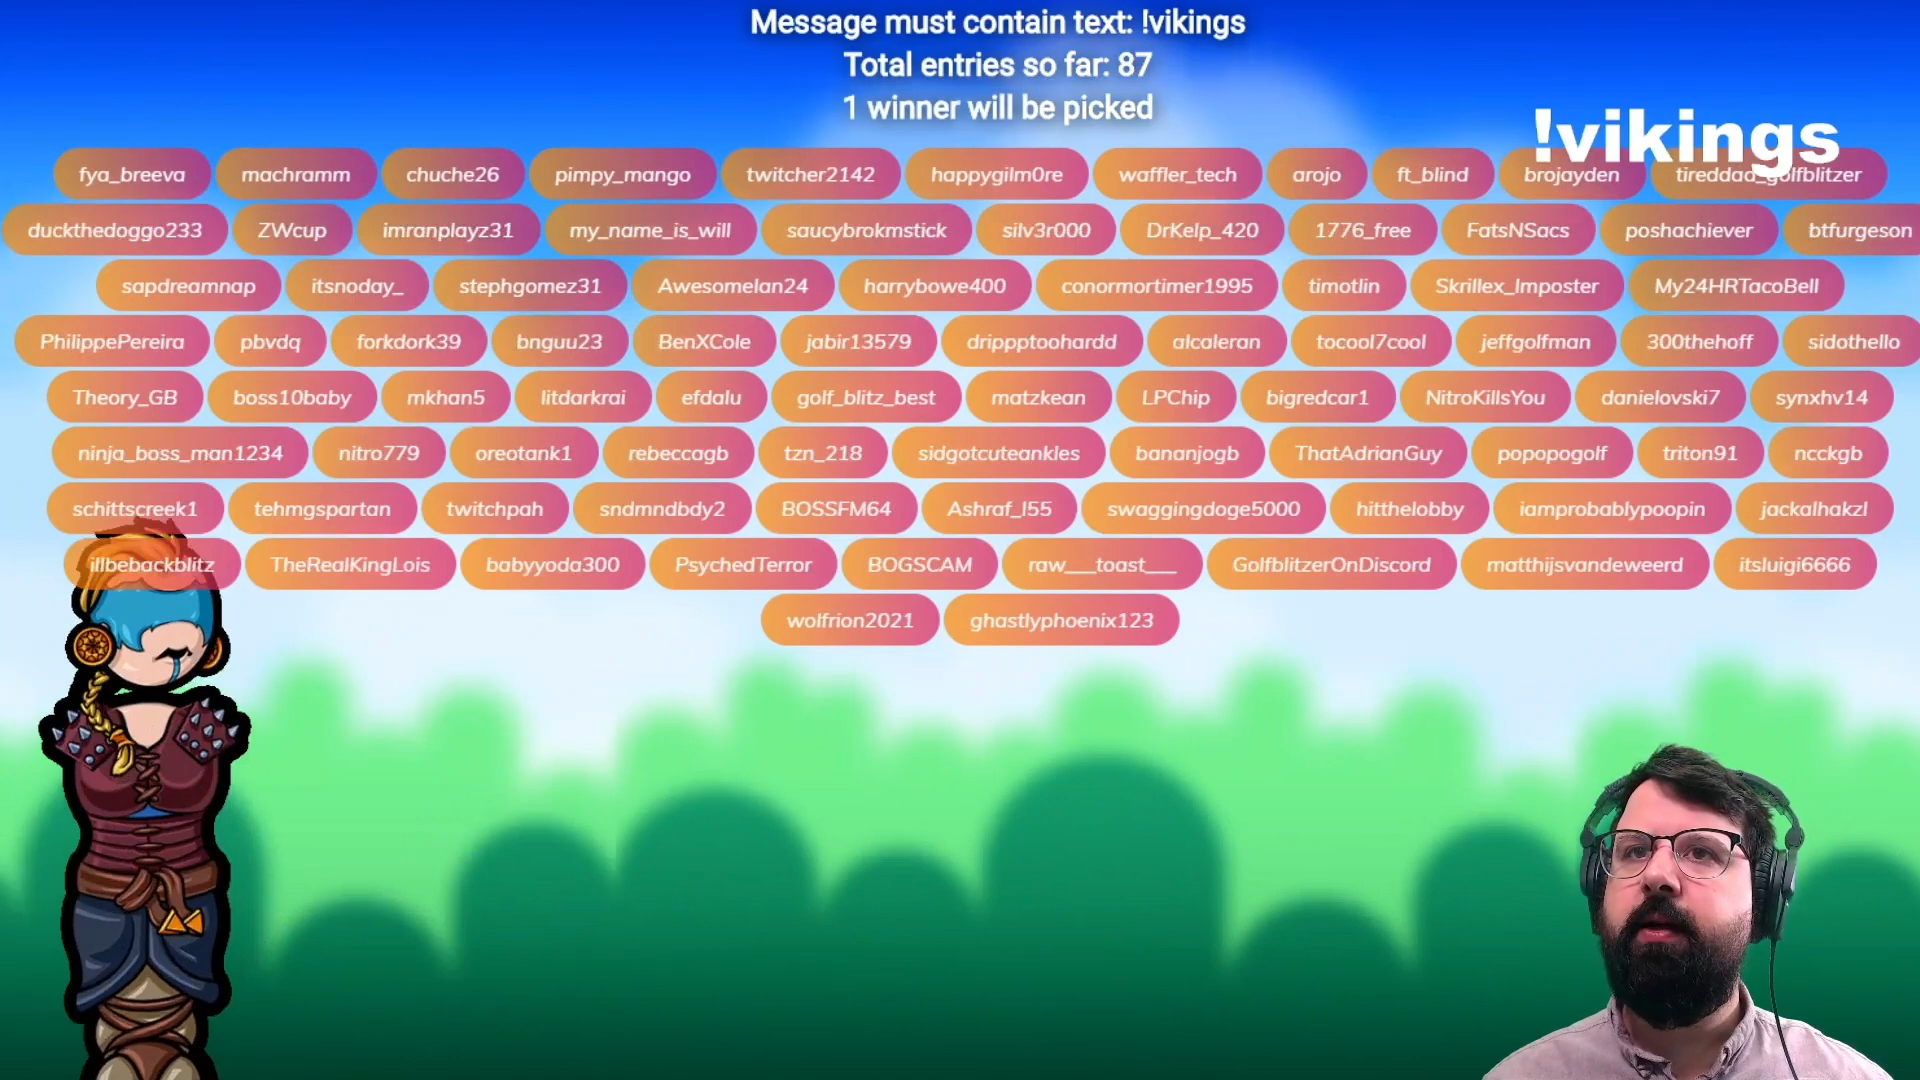 Message must contain text: !vikings
Total entries so far: 87
1 winner will be picked
!vikings
fya_breeva machramm chuche26 pimpy_mango twitcher2142 happygilm0re waffler_tech arojo ft_blind brojayden tireddad_golfblitzer
duckthedoggo233 ZWcup imranplayz31 my_name_is_will saucybrokmstick silv3r000 DrKelp_420 1776_free FatsNSacs poshachiever btfurgeson
sapdreamnap itsnoday_ stephgomez31 Awesomelan24 harrybowe400 conormortimer1995 timotlin Skrillex_Imposter My24HRTacoBell
PhilippePereira pbvdq forkdork39 bnguu23 BenXCole jabir13579 drippptoohardd alcaleran tocool7cool jeffgolfman 300thehoff sidothello
Theory_GB boss10baby mkhan5 litdarkrai efdalu golf_blitz_best matzkean LPChip bigredcar1 NitroKillsYou danielovski7 synxhv14
ninja_boss_man1234 nitro779 oreotank1 rebeccagb tzn_218 sidgotcuteankles bananjogb ThatAdrianGuy popopogolf triton91 ncckgb
schittscreek1 tehmgspartan twitchpah sndmndbdy2 BOSSFM64 Ashraf_l55 swaggingdoge5000 hitthelobby iamprobablypoopin jackalhakzl
illbebackblitz TheRealKingLois babyyoda300 PsychedTerror BOGSCAM raw___toast___ GolfblitzerOnDiscord matthijsvandeweerd itsluigi6666
wolfrion2021 ghastlyphoenix123